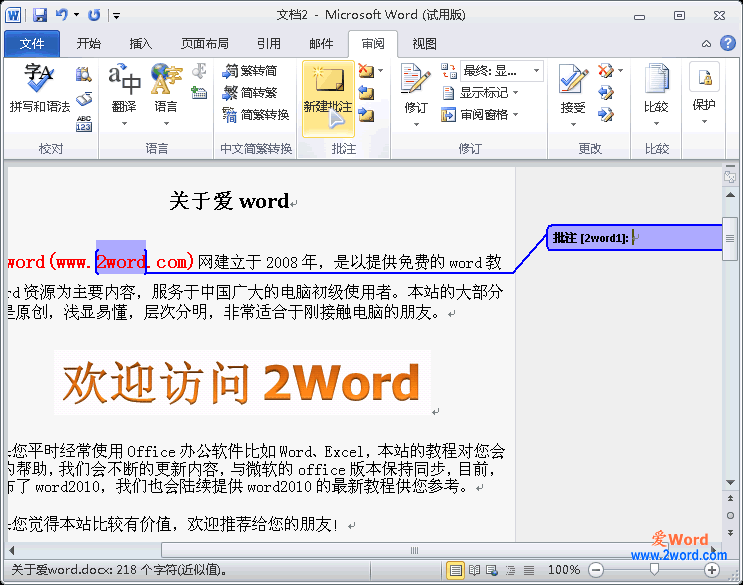 文档2 - Microsoft Word (试用版)
文件 开始 插入 页面布局 引用 邮件 审阅 视图
拼写和语法 翻译 语言 繁转简 简转繁 简繁转换 新建批注 修订 最终: 显... 显示标记 审阅窗格 接受 比较 保护
校对 语言 中文简繁转换 批注 修订 更改 比较
关于爱 word
批注 [2word1]:
word(www.2word.com)网建立于 2008 年，是以提供免费的 word 教
rd 资源为主要内容，服务于中国广大的电脑初级使用者。本站的大部分
是原创，浅显易懂，层次分明，非常适合于刚接触电脑的朋友。
欢迎访问 2Word
您平时经常使用 Office 办公软件比如 Word、Excel，本站的教程对您会
的帮助，我们会不断的更新内容，与微软的 office 版本保持同步，目前，
布了 word2010，我们也会陆续提供 word2010 的最新教程供您参考。
您觉得本站比较有价值，欢迎推荐给您的朋友！
爱Word
www.2word.com
关于爱word.docx: 218 个字符(近似值)。 100%